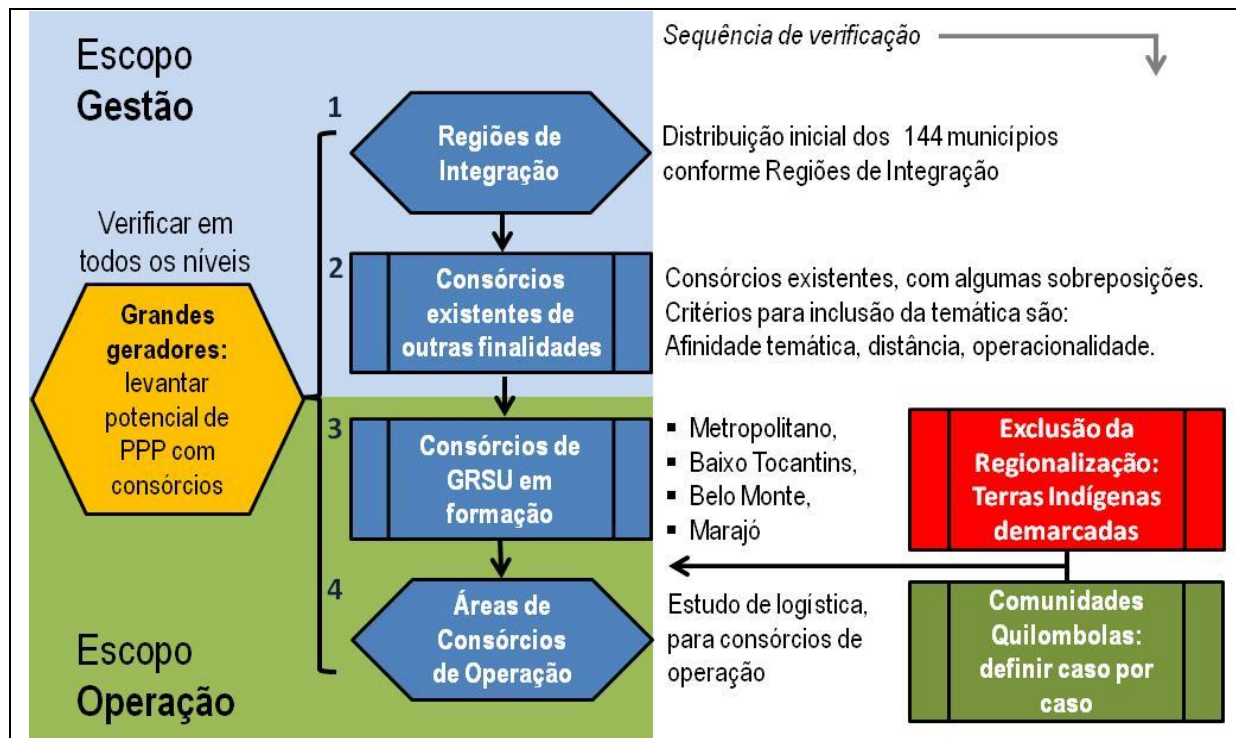 Escopo
Gestão
Sequência de verificação
1
Regiões de
Integração
Distribuição inicial dos 144 municípios
conforme Regiões de Integração
Verificar em
todos os níveis
Grandes
geradores:
levantar
potencial de
PPP com
consórcios
2
Consórcios
existentes de
outras finalidades
Consórcios existentes, com algumas sobreposições.
Critérios para inclusão da temática são:
Afinidade temática, distância, operacionalidade.
3
Consórcios de
GRSU em
formação
▪ Metropolitano,
▪ Baixo Tocantins,
▪ Belo Monte,
▪ Marajó
Exclusão da
Regionalização:
Terras Indígenas
demarcadas
4
Áreas de
Consórcios
de Operação
Estudo de logística,
para consórcios de
operação
Comunidades
Quilombolas:
definir caso por
caso
Escopo
Operação